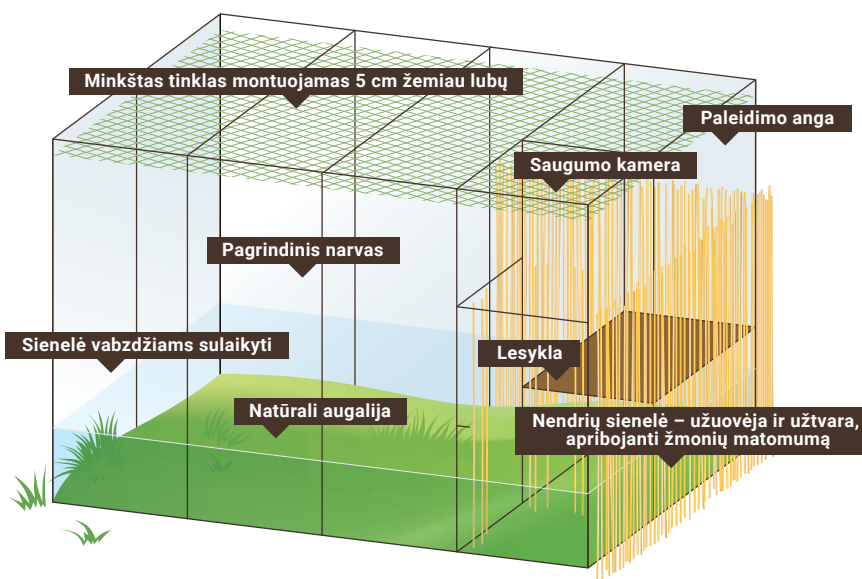 Minkštas tinklas montuojamas 5 cm žemiau lubų
Paleidimo anga
Saugumo kamera
Pagrindinis narvas
Sienelė vabzdžiams sulaikyti
Lesykla
Natūrali augalija
Nendrių sienelė – užuovėja ir užtvara,
apribojanti žmonių matomumą